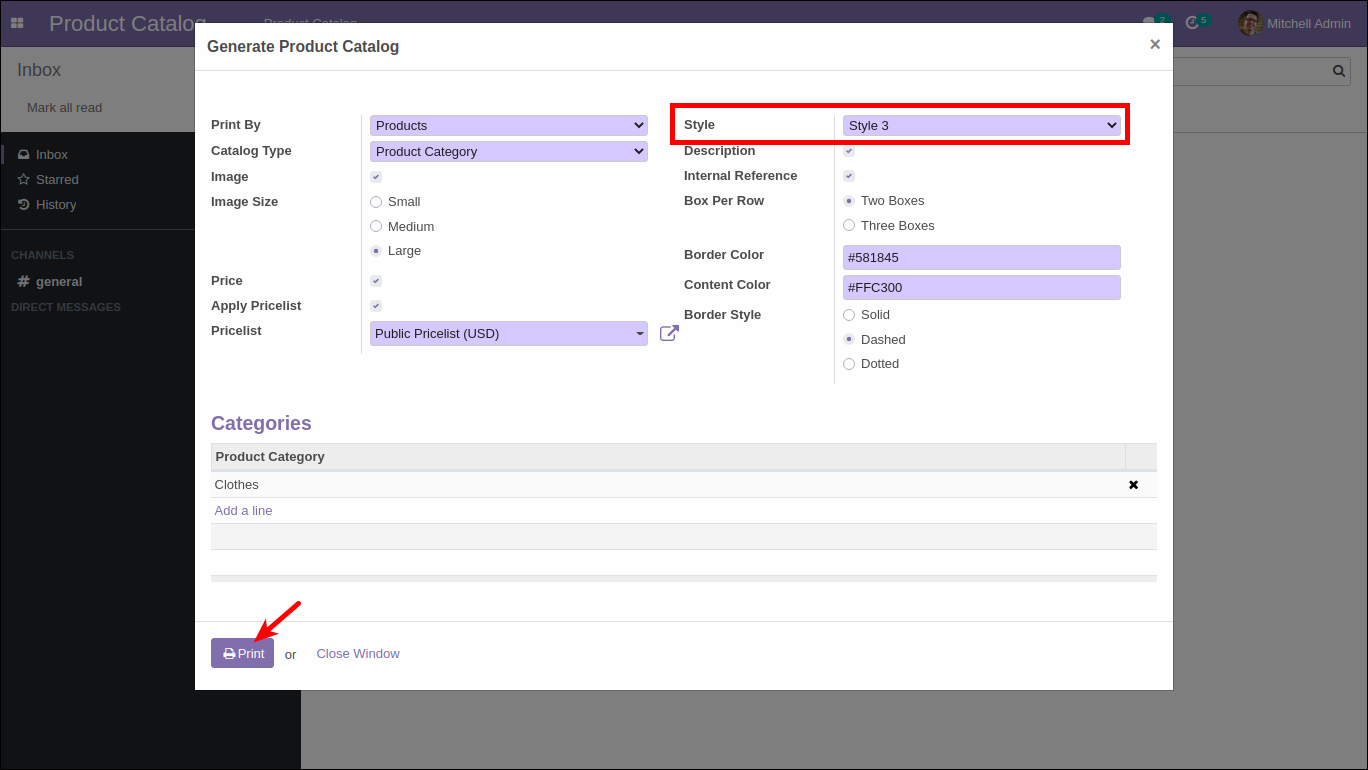 Product Catalog
Product Catalog
2
5
Mitchell Admin
Generate Product Catalog
×
Inbox
Mark all read
Inbox
Starred
History
CHANNELS
# general
DIRECT MESSAGES
Print By
Products
Catalog Type
Product Category
Image
Image Size
Small
Medium
Large
Price
Apply Pricelist
Pricelist
Public Pricelist (USD)
Style
Style 3
Description
Internal Reference
Box Per Row
Two Boxes
Three Boxes
Border Color
#581845
Content Color
#FFC300
Border Style
Solid
Dashed
Dotted
Categories
Product Category
Clothes
Add a line
Print
or
Close Window